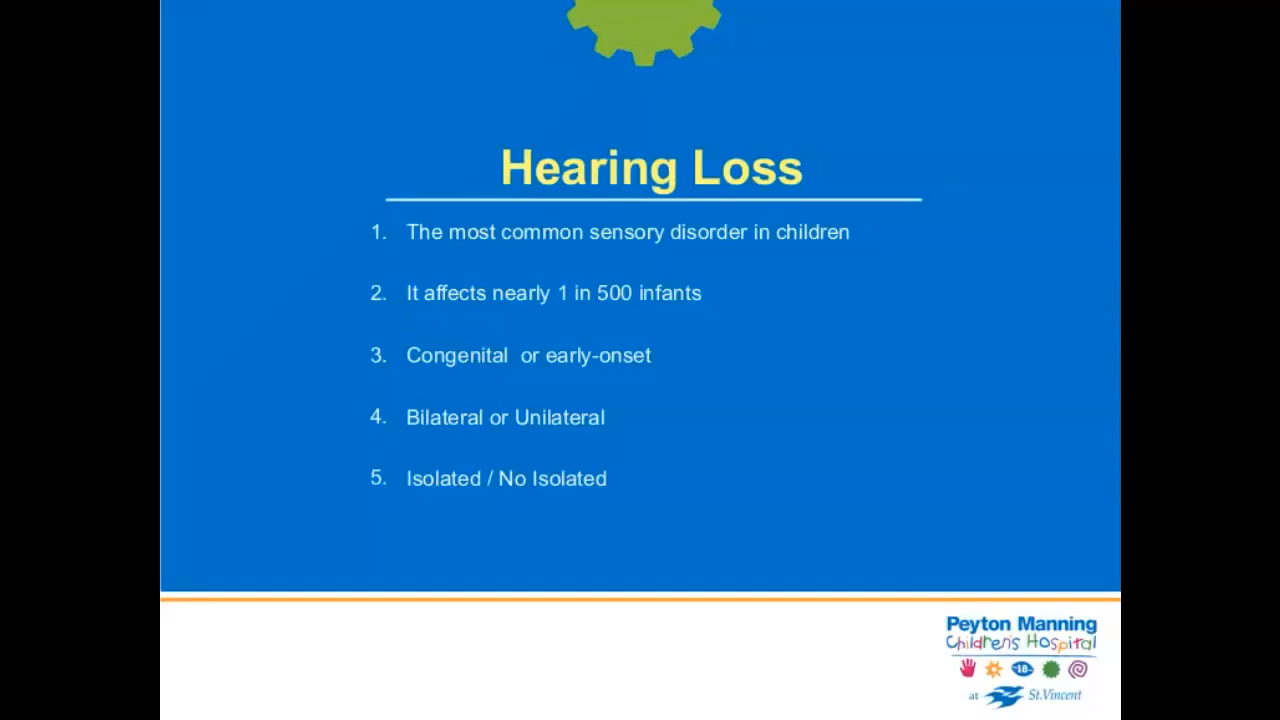 Hearing Loss
1. The most common sensory disorder in children
2. It affects nearly 1 in 500 infants
3. Congenital or early-onset
4. Bilateral or Unilateral
5. Isolated / No Isolated
Peyton Manning
Children's Hospital
18
at St.Vincent